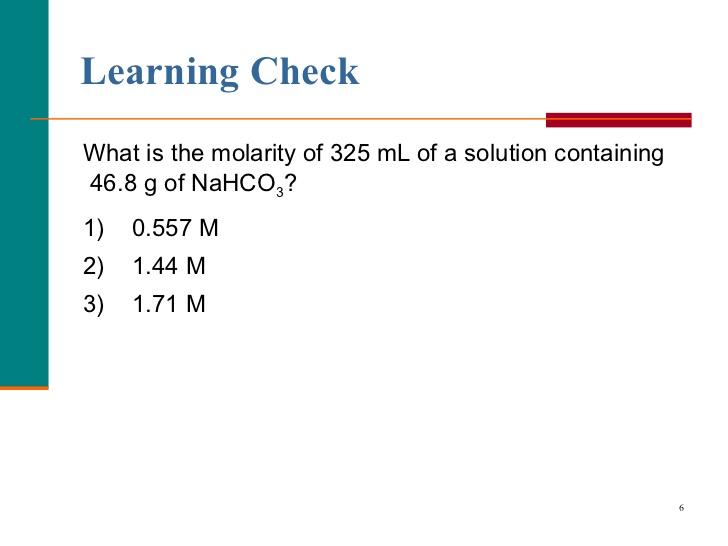 Learning Check
What is the molarity of 325 mL of a solution containing
46.8 g of NaHCO₃?
1) 0.557 M
2) 1.44 M
3) 1.71 M
6